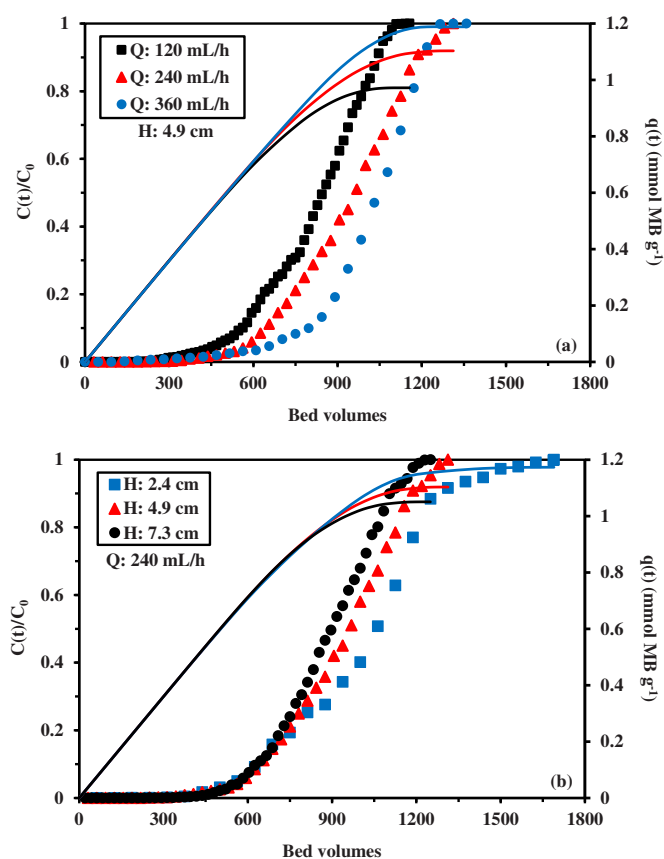 1
0.8
0.6
0.4
0.2
0
C(t)/C₀
Q: 120 mL/h
Q: 240 mL/h
Q: 360 mL/h
H: 4.9 cm
1.2
1
0.8
0.6
0.4
0.2
0
q(t) (mmol MB g⁻¹)
(a)
0 300 600 900 1200 1500 1800
Bed volumes
1
0.8
0.6
0.4
0.2
0
C(t)/C₀
H: 2.4 cm
H: 4.9 cm
H: 7.3 cm
Q: 240 mL/h
1.2
1
0.8
0.6
0.4
0.2
0
q(t) (mmol MB g⁻¹)
(b)
0 300 600 900 1200 1500 1800
Bed volumes